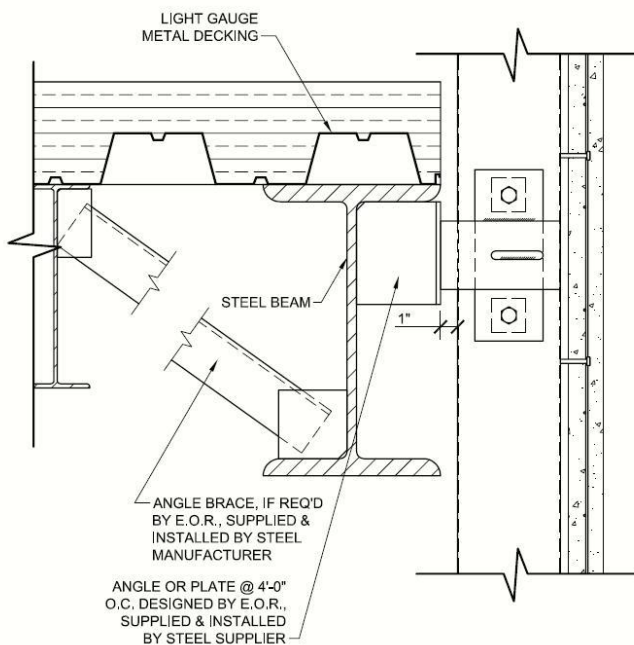 LIGHT GAUGE
METAL DECKING
STEEL BEAM
1"
ANGLE BRACE, IF REQ'D
BY E.O.R., SUPPLIED &
INSTALLED BY STEEL
MANUFACTURER
ANGLE OR PLATE @ 4'-0"
O.C. DESIGNED BY E.O.R.,
SUPPLIED & INSTALLED
BY STEEL SUPPLIER